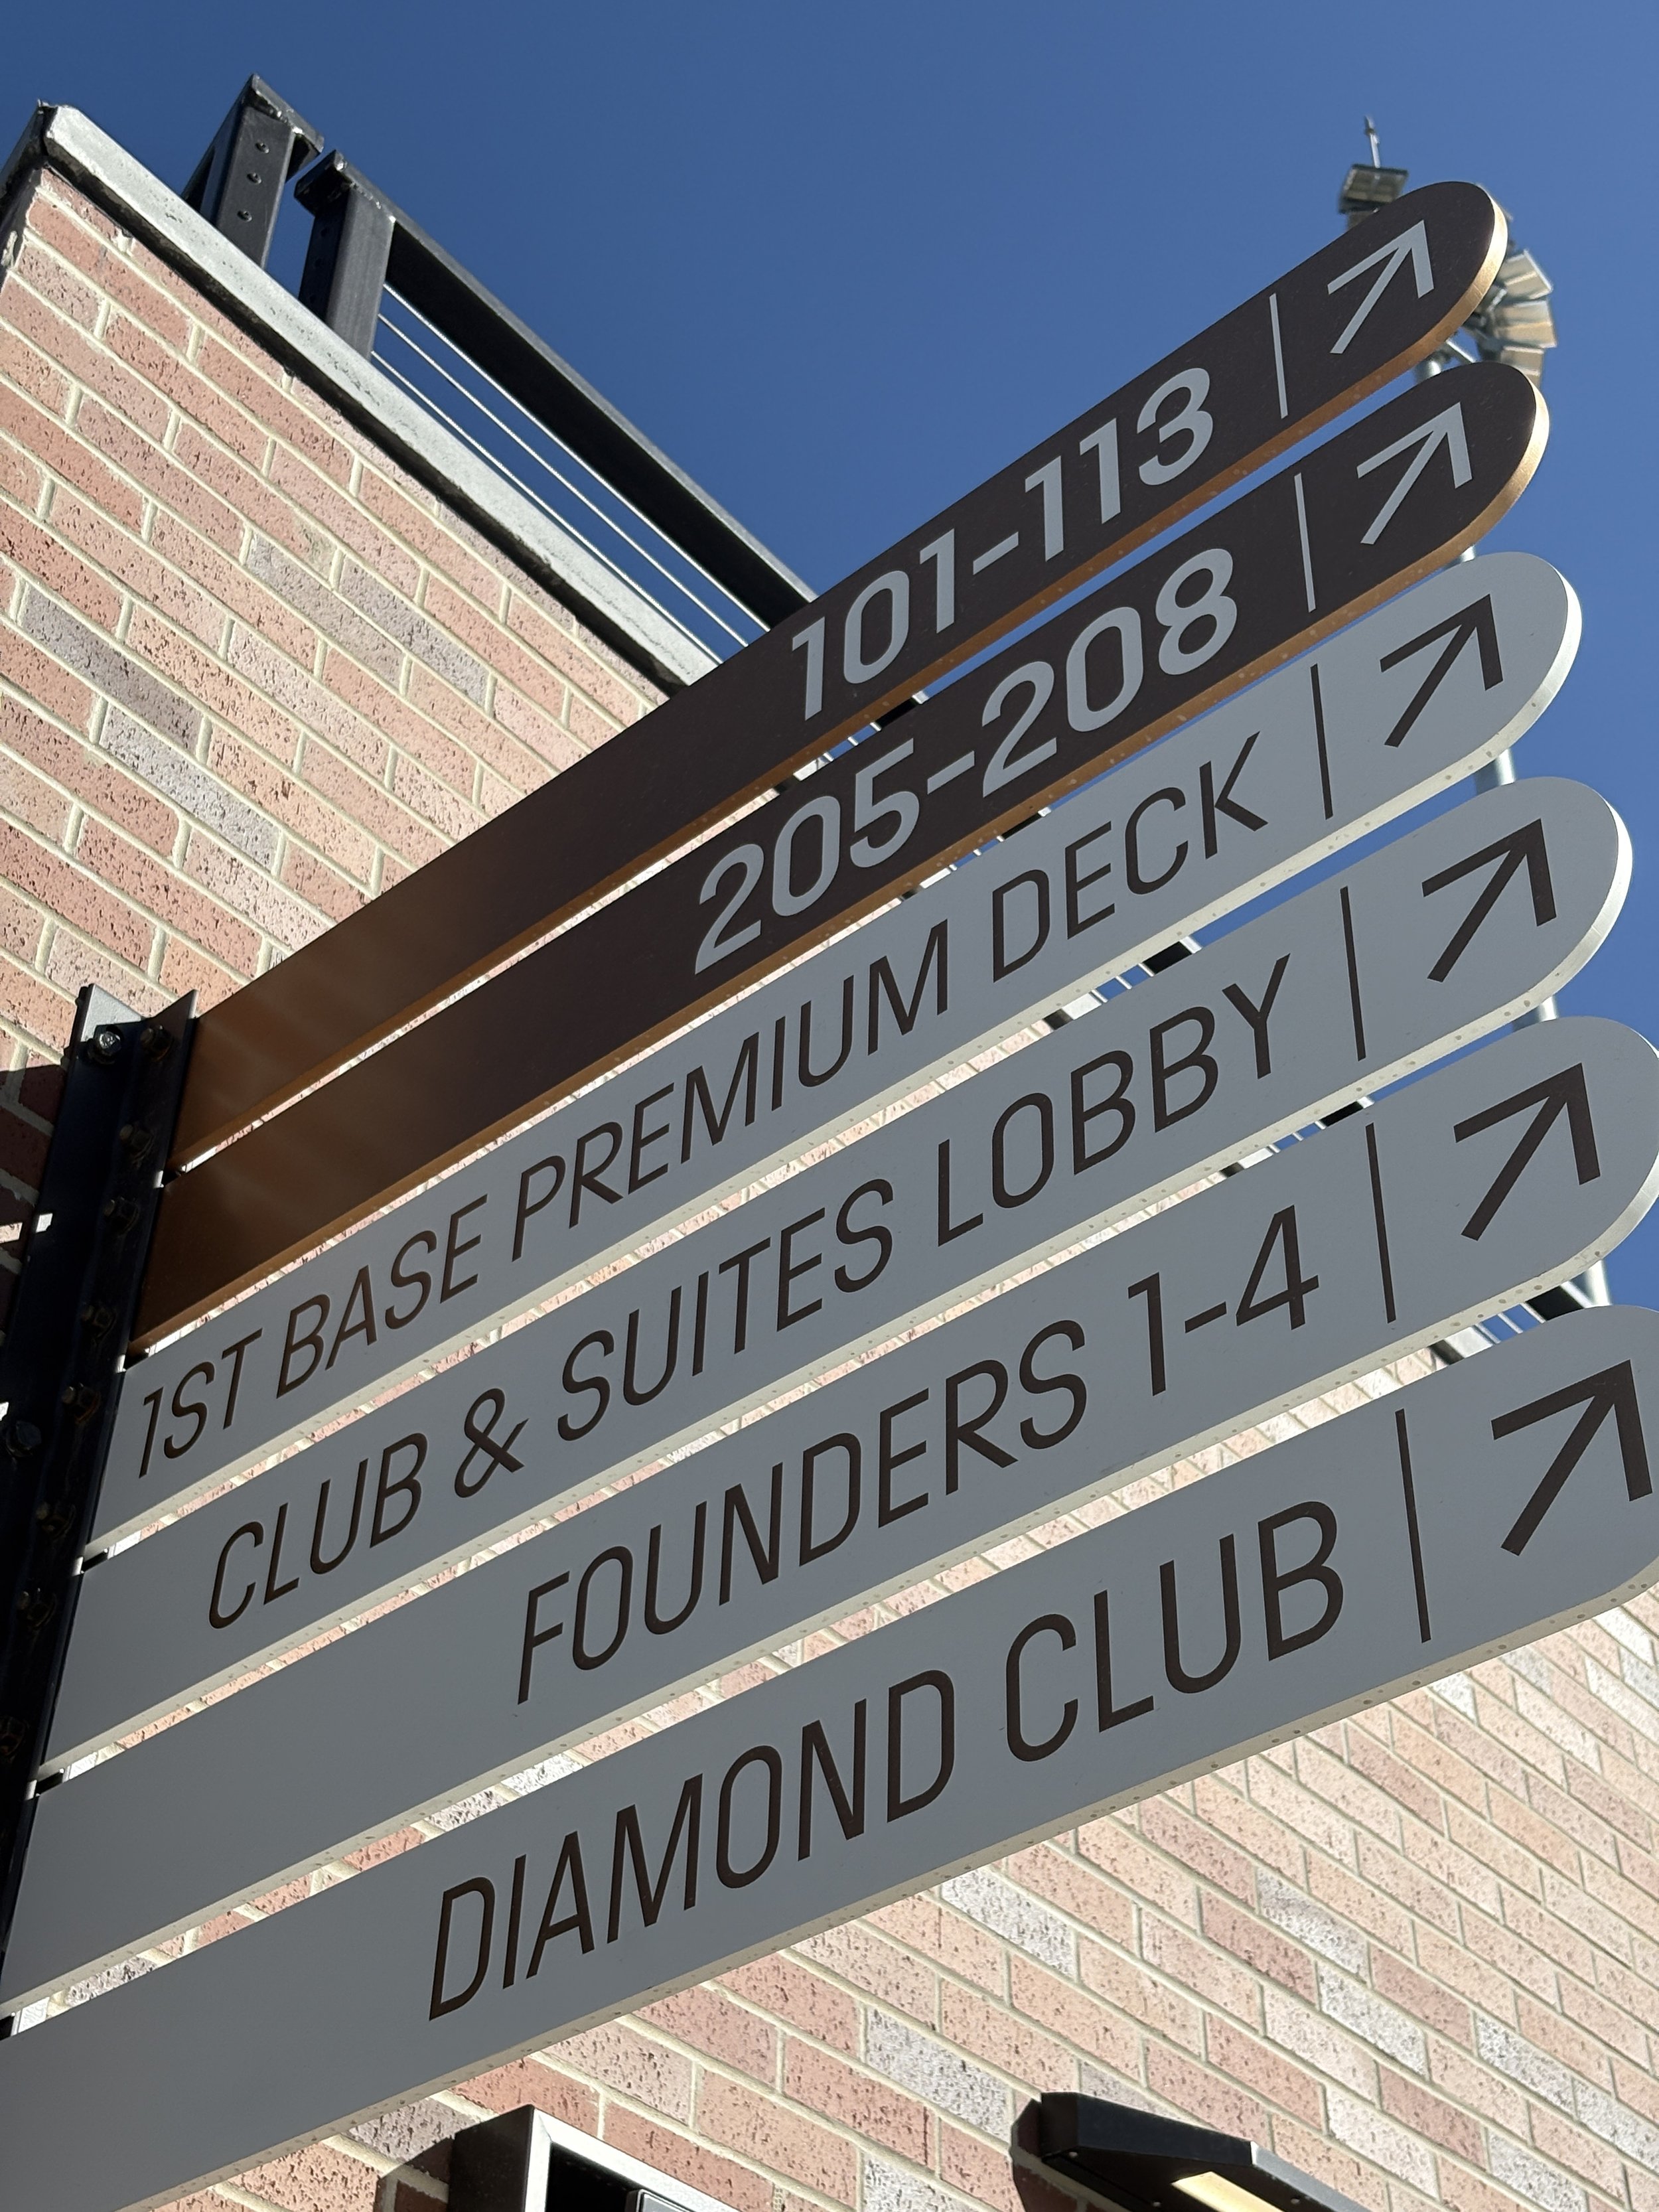 101-113
205-208
1ST BASE PREMIUM DECK
CLUB & SUITES LOBBY
FOUNDERS 1-4
DIAMOND CLUB